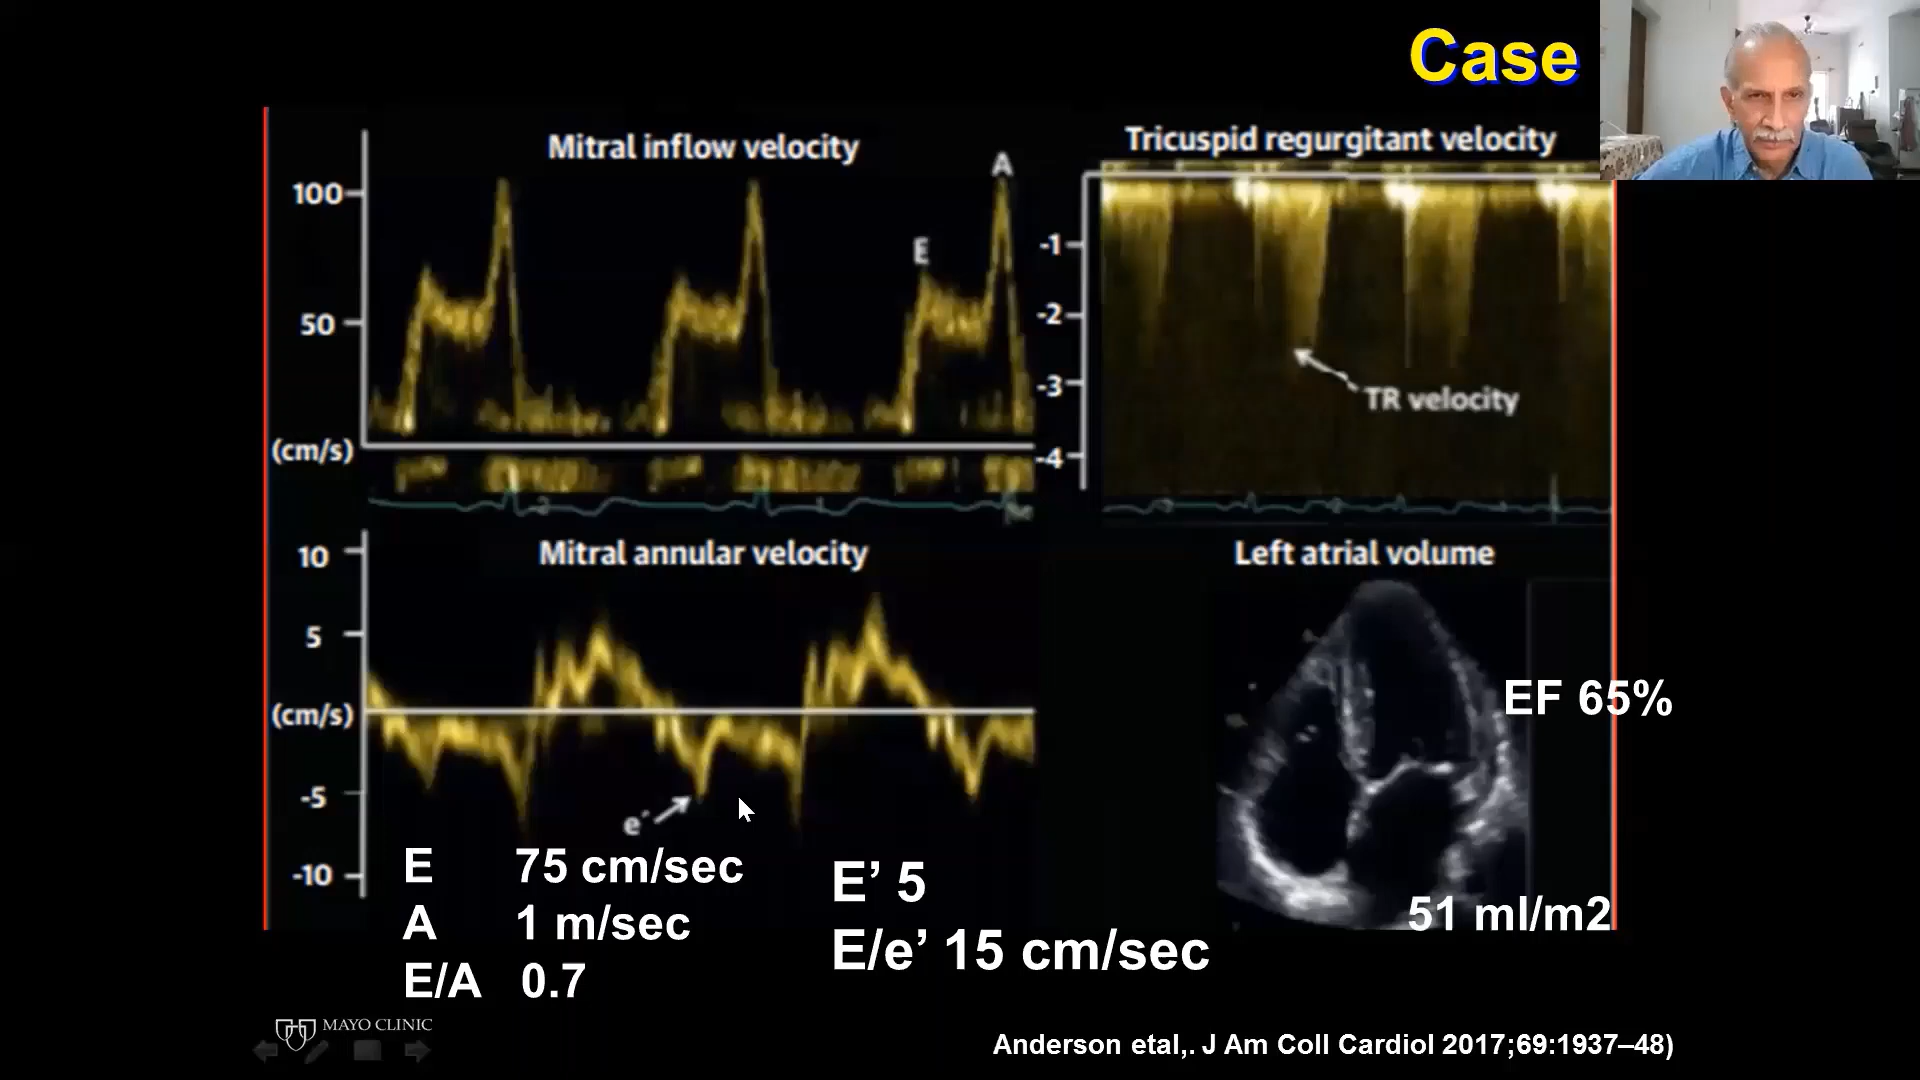 Case
Mitral inflow velocity
Tricuspid regurgitant velocity
A
E
100
50
(cm/s)
-1
-2
-3
-4
TR velocity
Mitral annular velocity
Left atrial volume
10
5
(cm/s)
-5
-10
e´
EF 65%
51 ml/m2
E 75 cm/sec
A 1 m/sec
E/A 0.7
E’ 5
E/e’ 15 cm/sec
MAYO CLINIC
Anderson etal,. J Am Coll Cardiol 2017;69:1937–48)